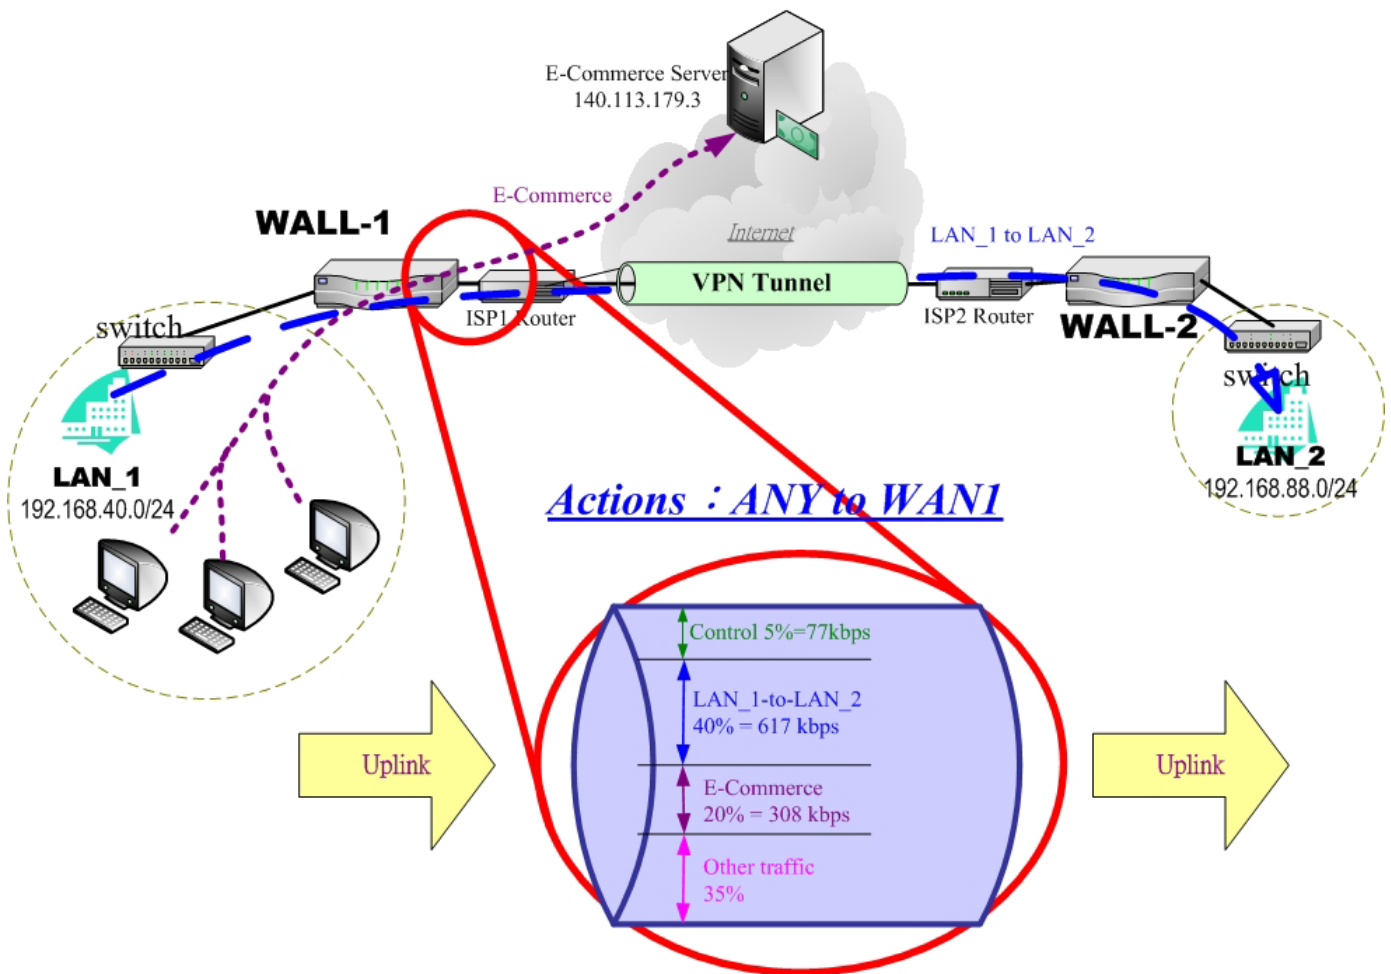 E-Commerce Server
140.113.179.3
E-Commerce
WALL-1
Internet
LAN_1 to LAN_2
VPN Tunnel
ISP1 Router
ISP2 Router
WALL-2
switch
switch
LAN_1
192.168.40.0/24
LAN_2
192.168.88.0/24
Actions：ANY to WAN1
Control 5%=77kbps
LAN_1-to-LAN_2
40% = 617 kbps
Uplink
Uplink
E-Commerce
20% = 308 kbps
Other traffic
35%